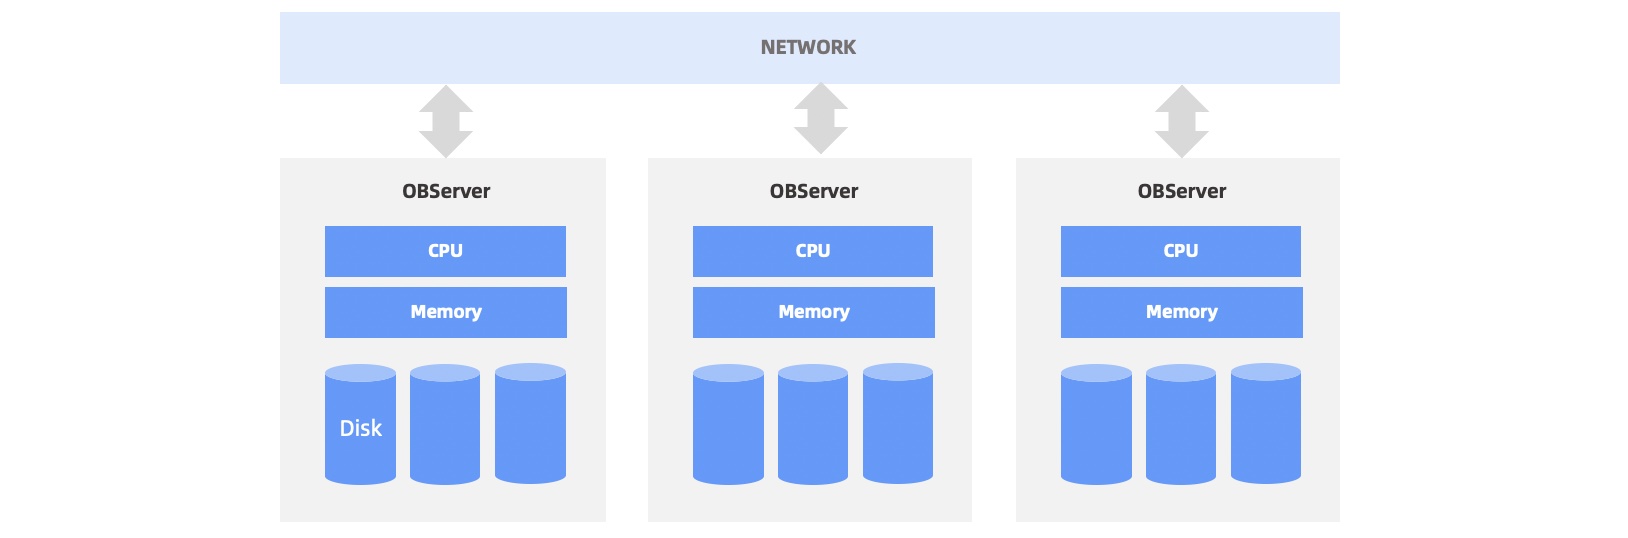 NETWORK
OBServer
OBServer
OBServer
CPU
CPU
CPU
Memory
Memory
Memory
Disk